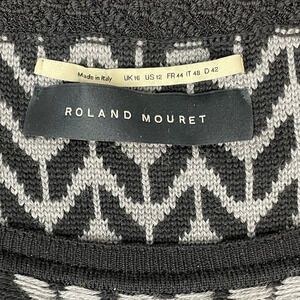 Made in Italy UK 16 US 12 FR 44 IT 48 D 42
ROLAND MOURET